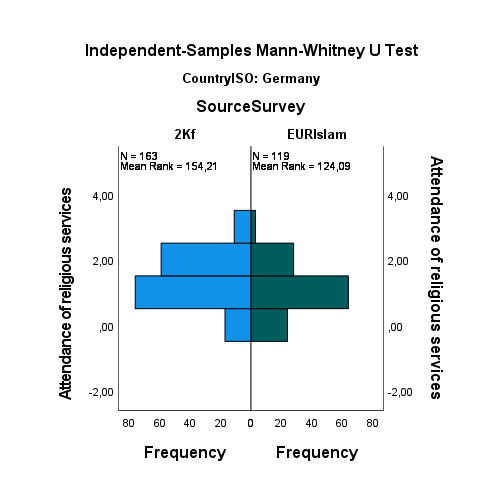 Independent-Samples Mann-Whitney U Test
CountryISO: Germany
SourceSurvey
2Kf
EURIslam
N = 163
Mean Rank = 154,21
N = 119
Mean Rank = 124,09
Attendance of religious services
4,00
2,00
,00
-2,00
4,00
2,00
,00
-2,00
Attendance of religious services
80 60 40 20 0 20 40 60 80
Frequency
Frequency